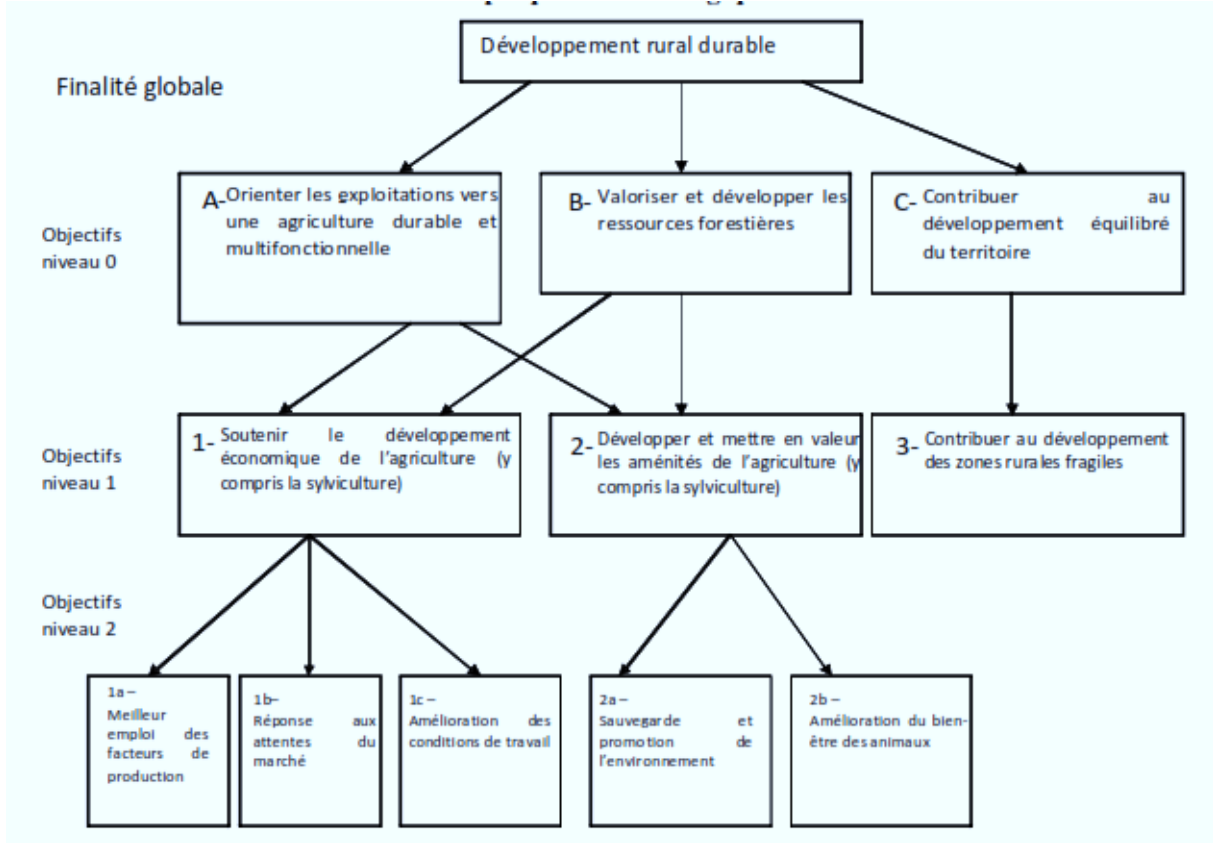 Développement rural durable
Finalité globale
A-Orienter les exploitations vers
une agriculture durable et
multifonctionnelle
B- Valoriser et développer les
ressources forestières
C- Contribuer au
développement équilibré
du territoire
Objectifs
niveau 0
1- Soutenir le développement
économique de l'agriculture (y
compris la sylviculture)
2- Développer et mettre en valeur
les aménités de l'agriculture (y
compris la sylviculture)
3- Contribuer au développement
des zones rurales fragiles
Objectifs
niveau 1
Objectifs
niveau 2
1a –
Meilleur
emploi des
facteurs de
production
1b–
Réponse aux
attentes du
marché
1c –
Amélioration des
conditions de travail
2a –
Sauvegarde et
promotion de
l'environnement
2b –
Amélioration du bien-
être des animaux